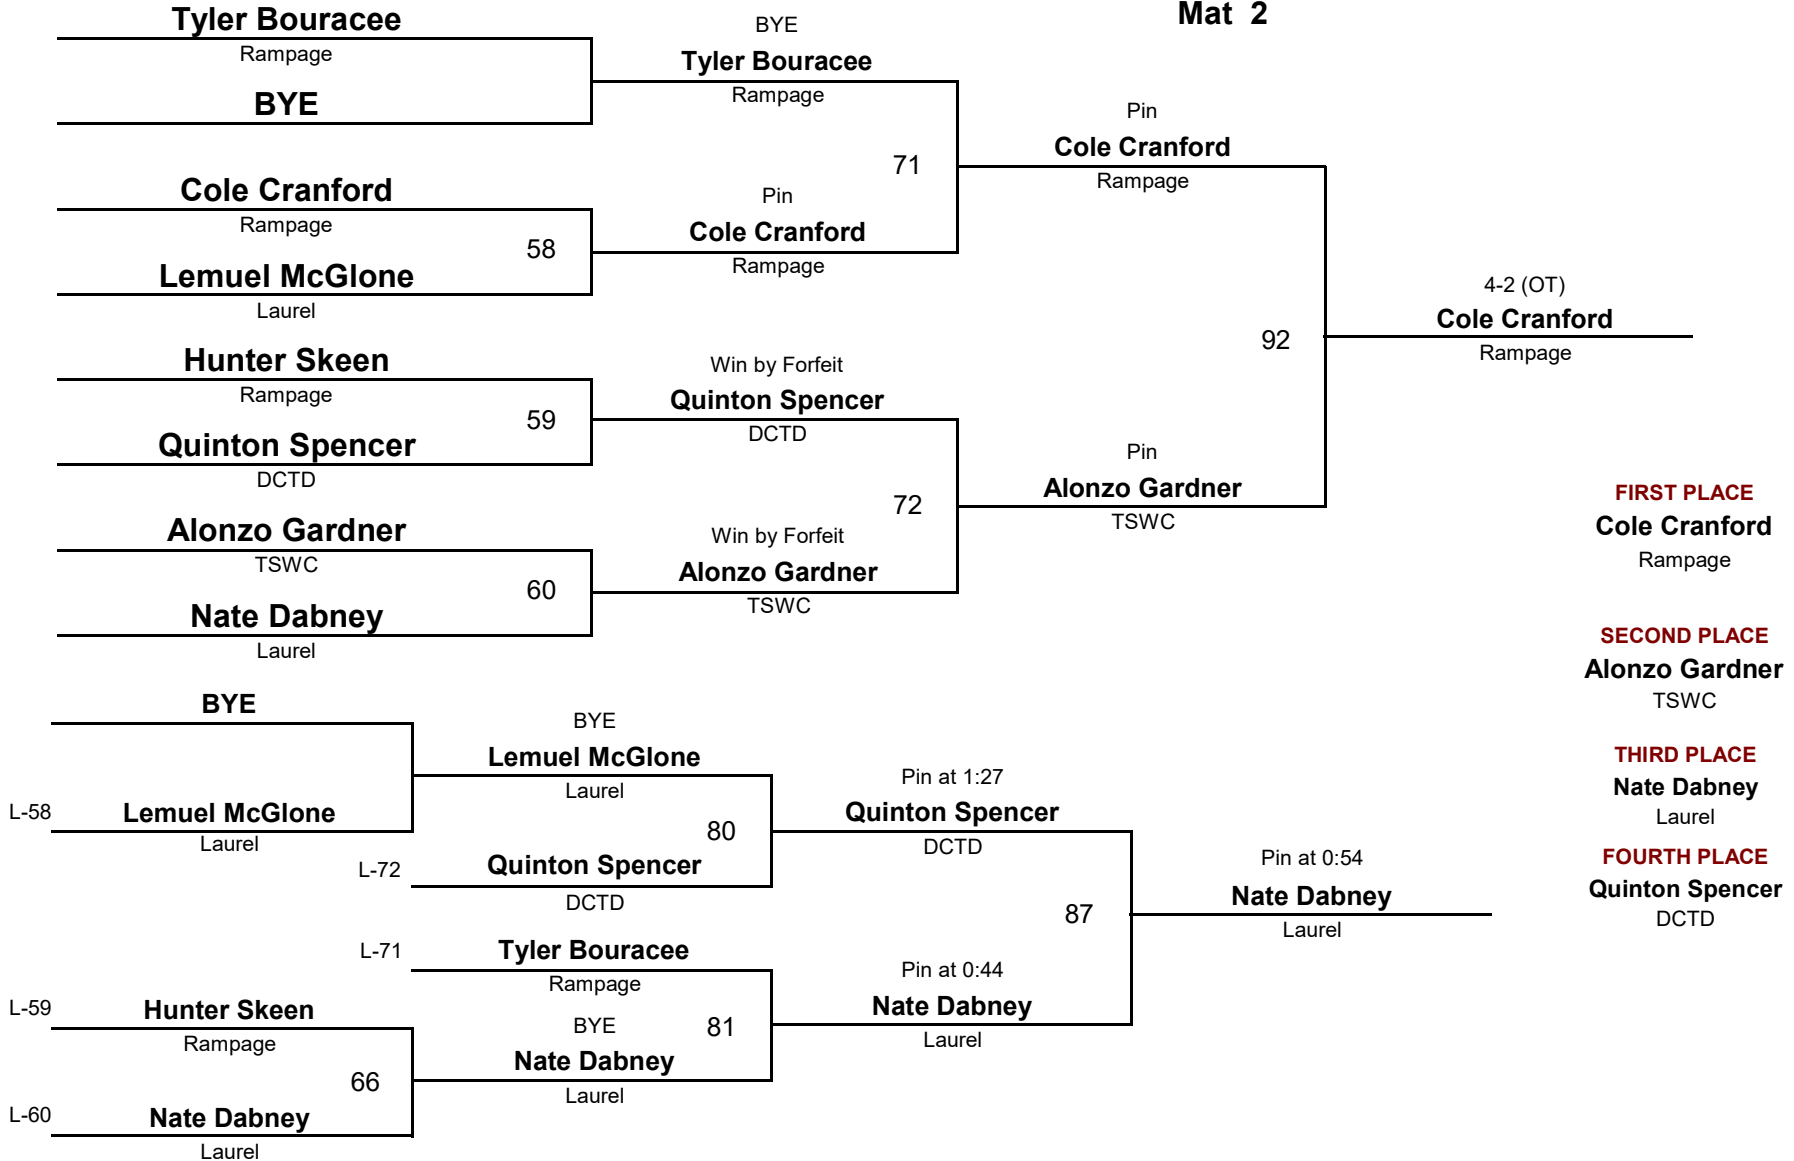 Mat 2
Tyler Bouracee
Rampage
BYE
Cole Cranford
Rampage
58
Lemuel McGlone
Laurel
Hunter Skeen
Rampage
59
Quinton Spencer
DCTD
Alonzo Gardner
TSWC
60
Nate Dabney
Laurel
BYE
Tyler Bouracee
Rampage
71
Pin
Cole Cranford
Rampage
Win by Forfeit
Quinton Spencer
DCTD
72
Win by Forfeit
Alonzo Gardner
TSWC
Pin
Cole Cranford
Rampage
92
Pin
Alonzo Gardner
TSWC
4-2 (OT)
Cole Cranford
Rampage
BYE
L-58 Lemuel McGlone
Laurel
BYE
Lemuel McGlone
Laurel
80
L-72 Quinton Spencer
DCTD
L-71 Tyler Bouracee
Rampage
L-59 Hunter Skeen
Rampage
66
L-60 Nate Dabney
Laurel
BYE
81
Nate Dabney
Laurel
Pin at 1:27
Quinton Spencer
DCTD
87
Pin at 0:44
Nate Dabney
Laurel
Pin at 0:54
Nate Dabney
Laurel
FIRST PLACE
Cole Cranford
Rampage
SECOND PLACE
Alonzo Gardner
TSWC
THIRD PLACE
Nate Dabney
Laurel
FOURTH PLACE
Quinton Spencer
DCTD